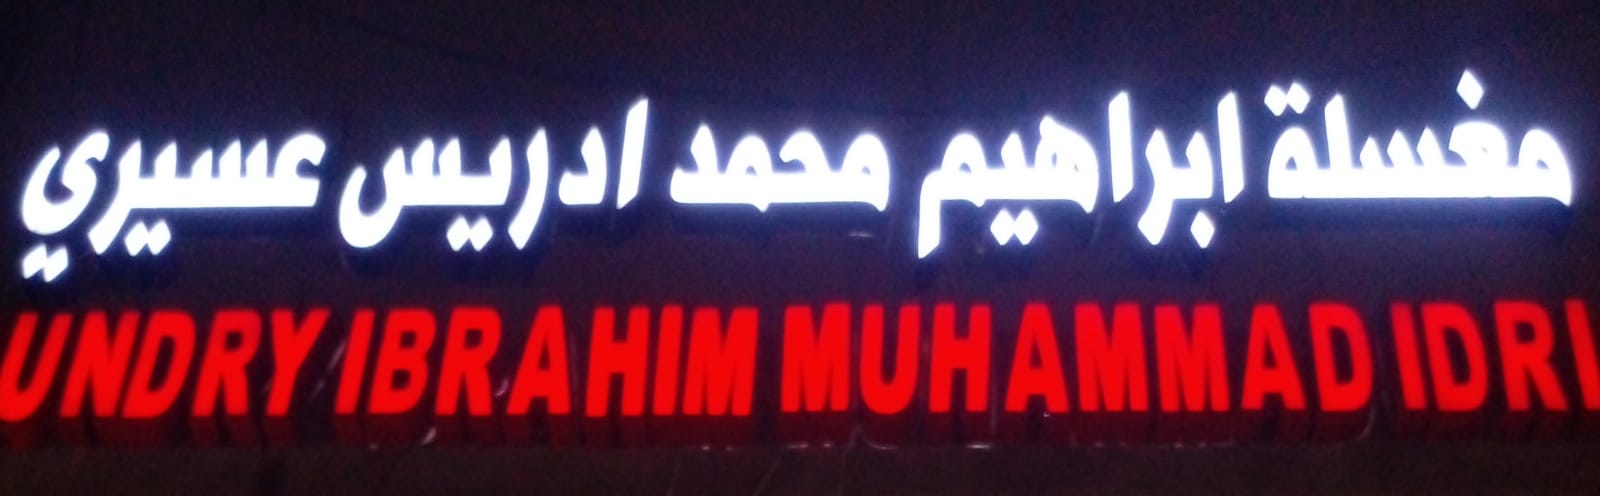 مغسلة ابراهيم محمد ادريس عسيري
UNDRY IBRAHIM MUHAMMAD IDRI